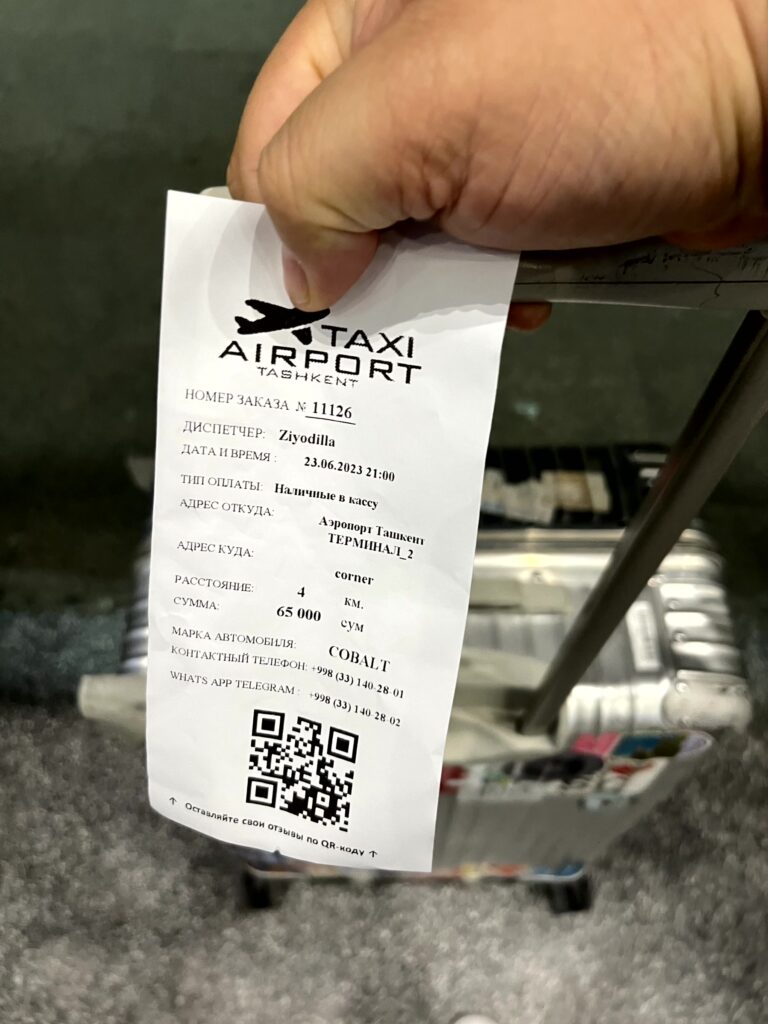 TAXI
AIRPORT
TASHKENT
НОМЕР ЗАКАЗА № 11126
ДИСПЕТЧЕР: Ziyodilla
ДАТА И ВРЕМЯ : 23.06.2023 21:00
ТИП ОПЛАТЫ: Наличные в кассу
АДРЕС ОТКУДА: Аэропорт Ташкент
ТЕРМИНАЛ_2
АДРЕС КУДА: corner
РАССТОЯНИЕ: 4 км.
СУММА: 65 000 сум
МАРКА АВТОМОБИЛЯ: COBALT
КОНТАКТНЫЙ ТЕЛЕФОН: +998 (33) 140-28-01
WHATS APP TELEGRAM : +998 (33) 140-28-02
↑ Оставляйте свои отзывы по QR-коду ↑